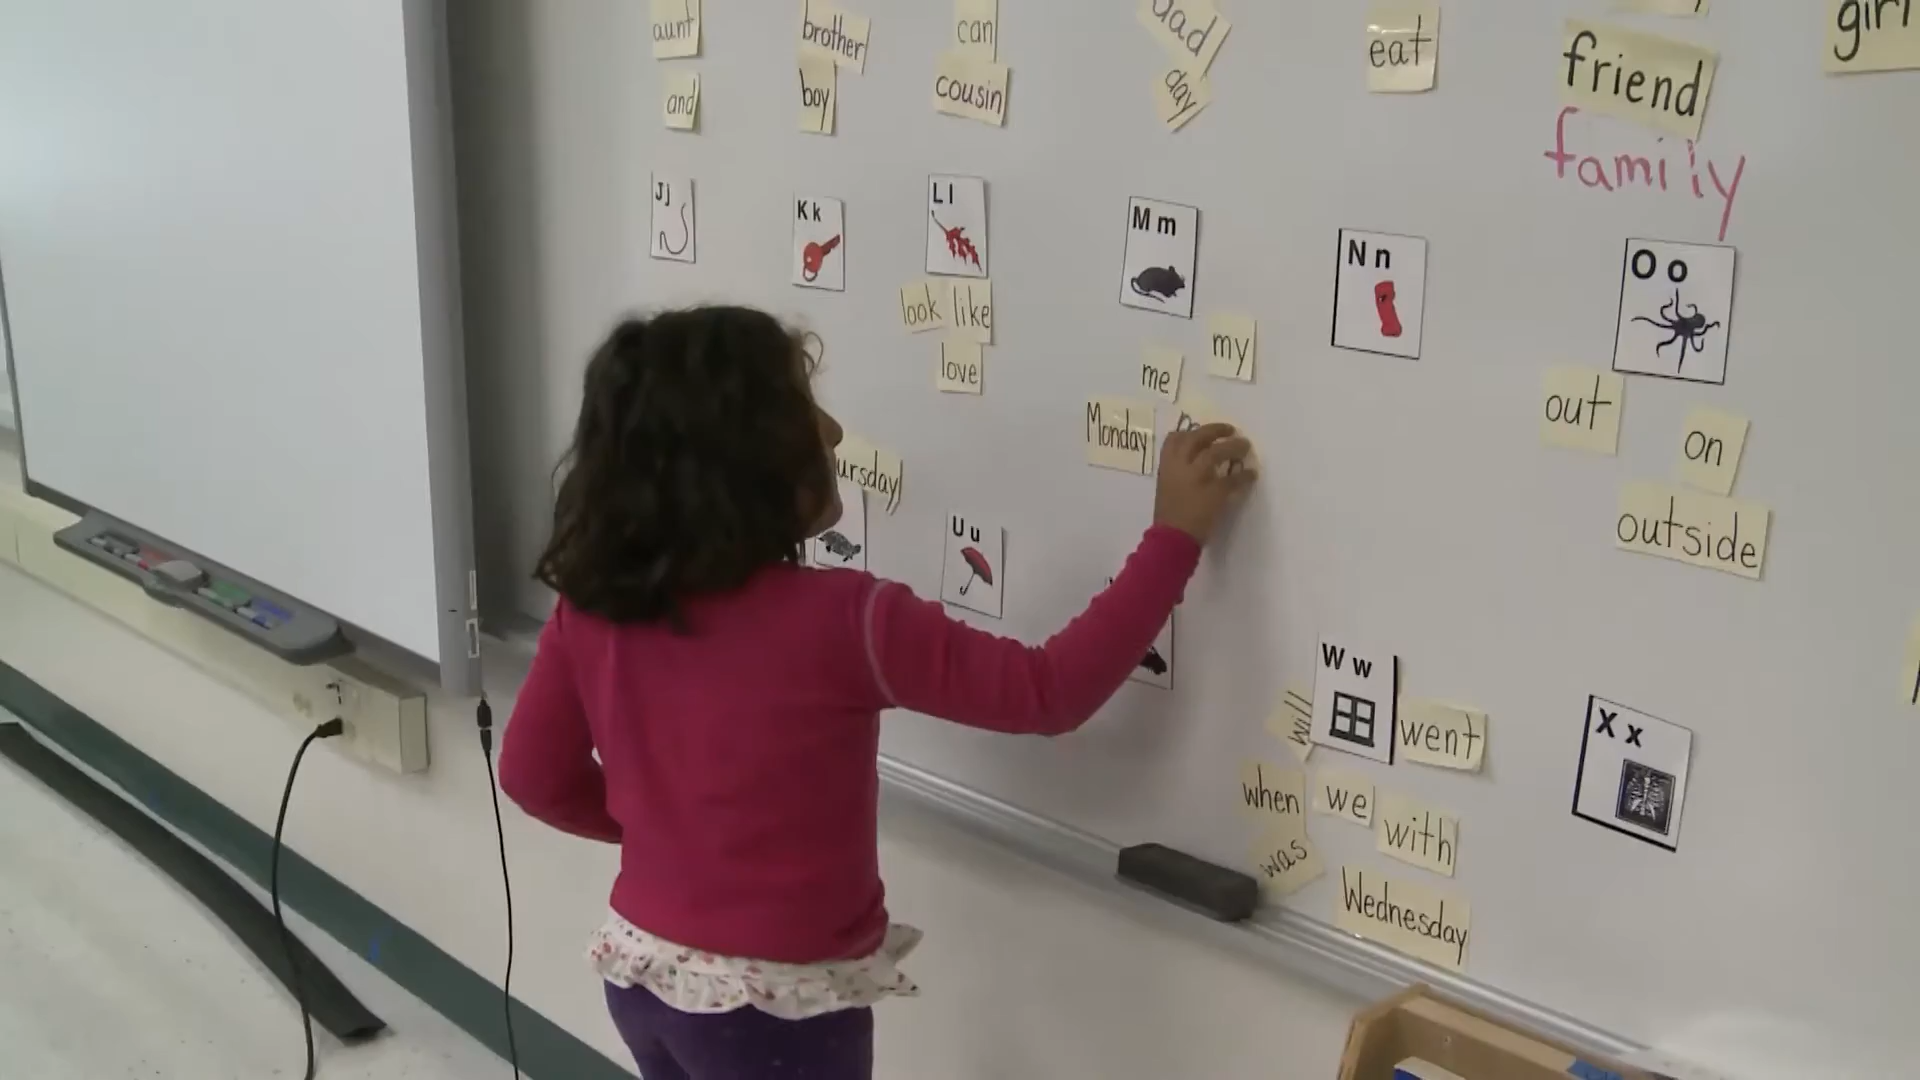 aunt
and
brother
boy
can
cousin
dad
day
eat
friend
family
girl
Jj
Kk
Ll
look like
love
Mm
my
me
Monday
Nn
Oo
out
on
outside
Uu
Ww
will
went
when
we
with
was
Wednesday
Xx